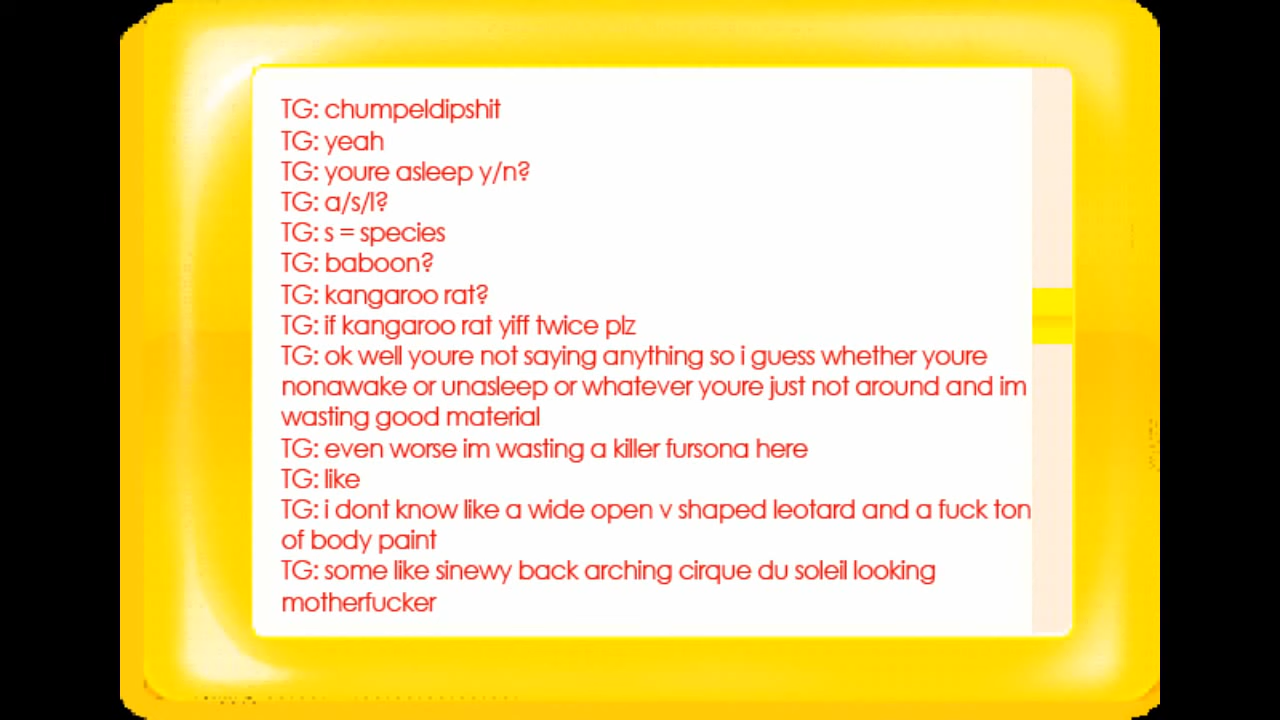 TG: chumpeldipshit
TG: yeah
TG: youre asleep y/n?
TG: a/s/l?
TG: s = species
TG: baboon?
TG: kangaroo rat?
TG: if kangaroo rat yiff twice plz
TG: ok well youre not saying anything so i guess whether youre
nonawake or unasleep or whatever youre just not around and im
wasting good material
TG: even worse im wasting a killer fursona here
TG: like
TG: i dont know like a wide open v shaped leotard and a fuck ton
of body paint
TG: some like sinewy back arching cirque du soleil looking
motherfucker